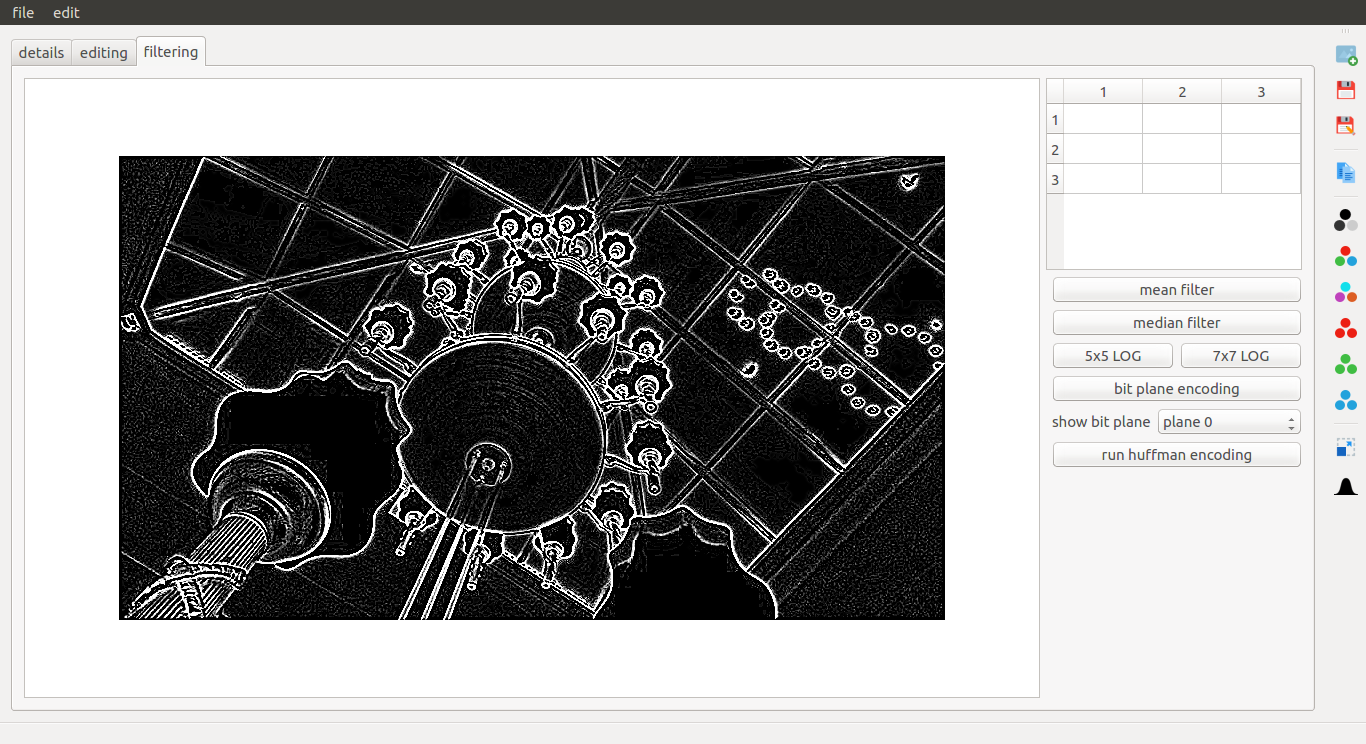 file edit
details editing filtering
1 2 3
1
2
3
mean filter
median filter
5x5 LOG 7x7 LOG
bit plane encoding
show bit plane plane 0
run huffman encoding